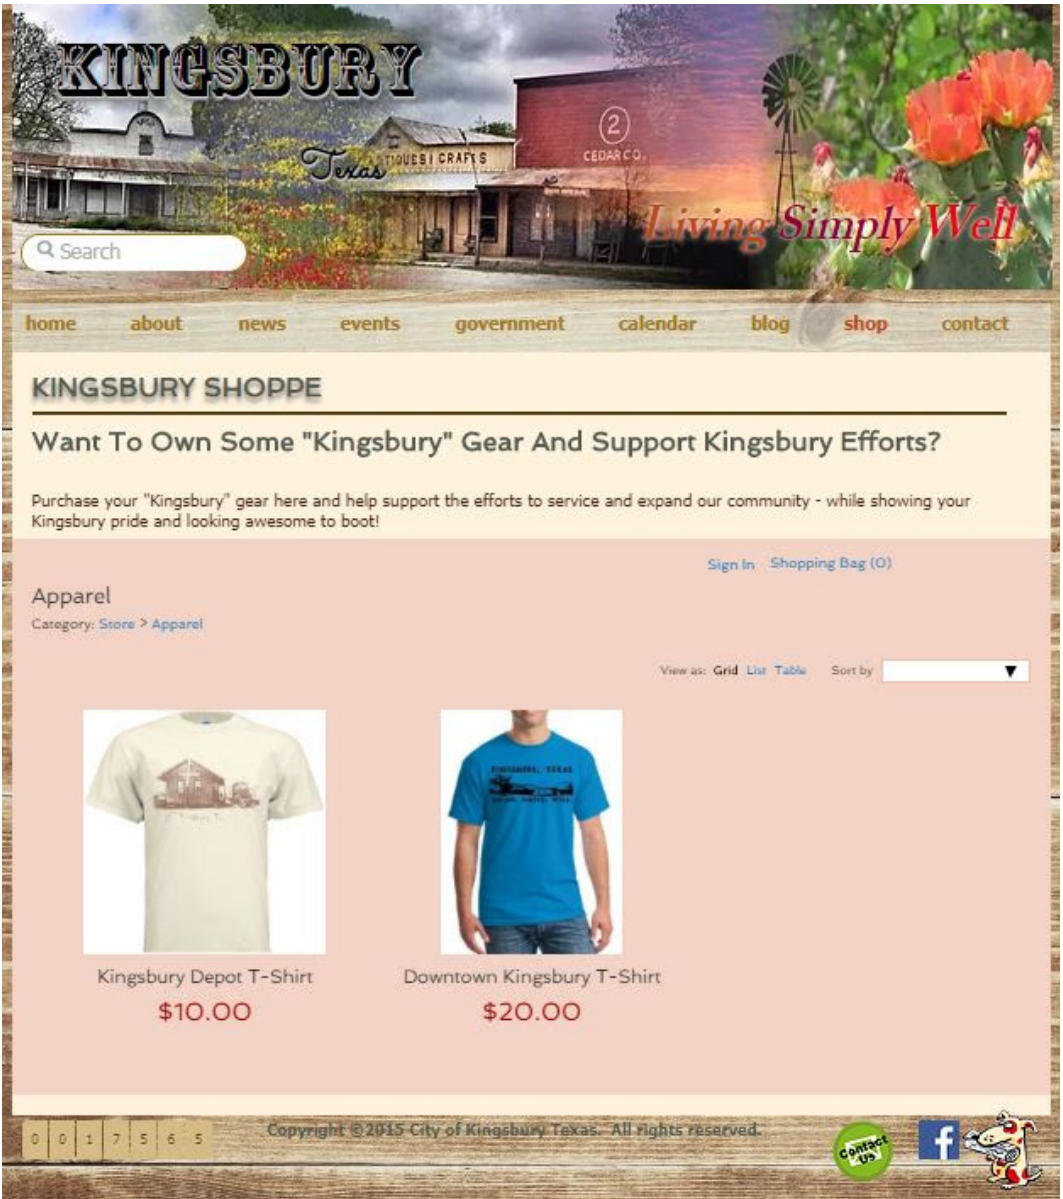 KINGSBURY
Texas
CRAFTS
2
CEDAR CO.
Living Simply Well
Search
home about news events government calendar blog shop contact
KINGSBURY SHOPPE
Want To Own Some "Kingsbury" Gear And Support Kingsbury Efforts?
Purchase your "Kingsbury" gear here and help support the efforts to service and expand our community - while showing your
Kingsbury pride and looking awesome to boot!
Sign In Shopping Bag (0)
Apparel
Category: Store > Apparel
View as: Grid List Table Sort by
KINGSBURY, TEXAS
Kingsbury Depot T-Shirt
Downtown Kingsbury T-Shirt
$10.00
$20.00
0 0 1 7 5 6 5
Copyright ©2015 City of Kingsbury Texas. All rights reserved.
Contact
Us
f